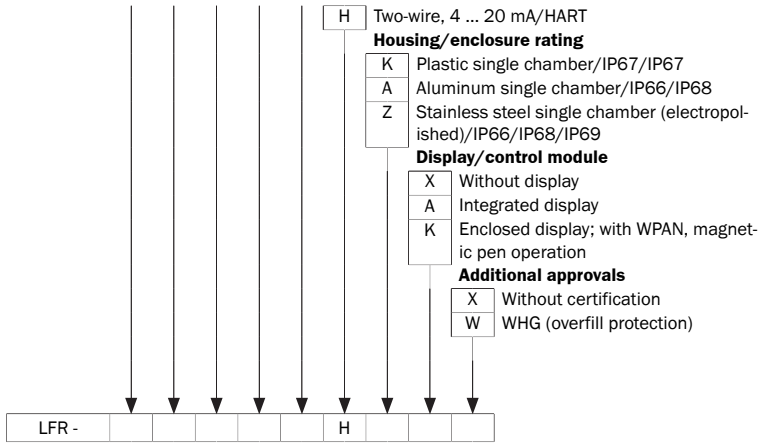 H Two-wire, 4 ... 20 mA/HART
Housing/enclosure rating
K Plastic single chamber/IP67/IP67
A Aluminum single chamber/IP66/IP68
Z Stainless steel single chamber (electropol-
ished)/IP66/IP68/IP69
Display/control module
X Without display
A Integrated display
K Enclosed display; with WPAN, magnet-
ic pen operation
Additional approvals
X Without certification
W WHG (overfill protection)
LFR - H